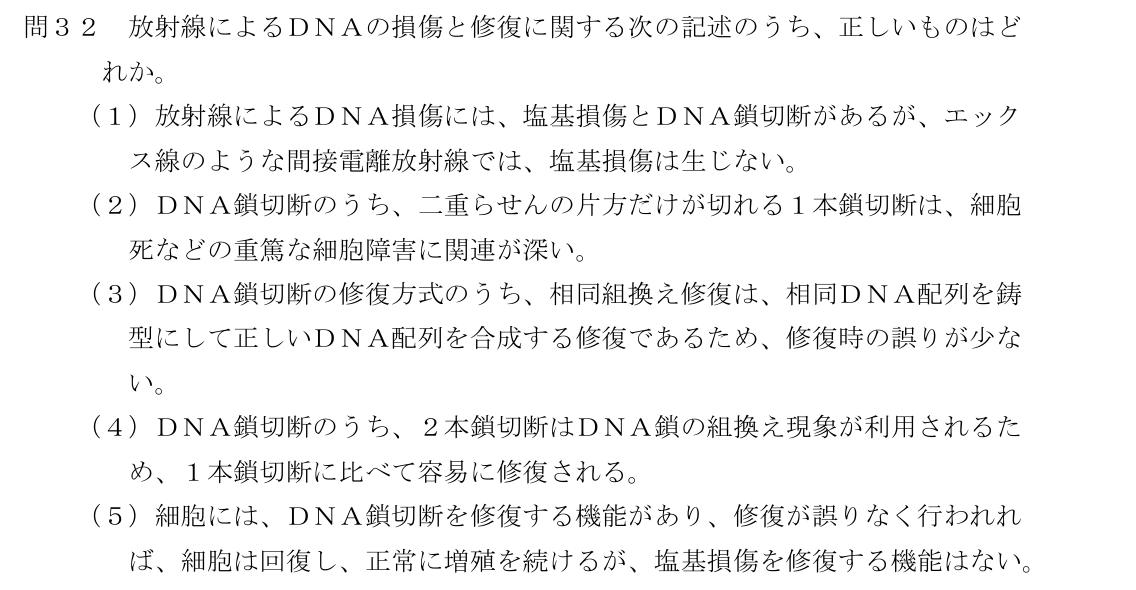 問３２　放射線によるＤＮＡの損傷と修復に関する次の記述のうち、正しいものはど
れか。
（１）放射線によるＤＮＡ損傷には、塩基損傷とＤＮＡ鎖切断があるが、エック
ス線のような間接電離放射線では、塩基損傷は生じない。
（２）ＤＮＡ鎖切断のうち、二重らせんの片方だけが切れる１本鎖切断は、細胞
死などの重篤な細胞障害に関連が深い。
（３）ＤＮＡ鎖切断の修復方式のうち、相同組換え修復は、相同ＤＮＡ配列を鋳
型にして正しいＤＮＡ配列を合成する修復であるため、修復時の誤りが少な
い。
（４）ＤＮＡ鎖切断のうち、２本鎖切断はＤＮＡ鎖の組換え現象が利用されるた
め、１本鎖切断に比べて容易に修復される。
（５）細胞には、ＤＮＡ鎖切断を修復する機能があり、修復が誤りなく行われれ
ば、細胞は回復し、正常に増殖を続けるが、塩基損傷を修復する機能はない。